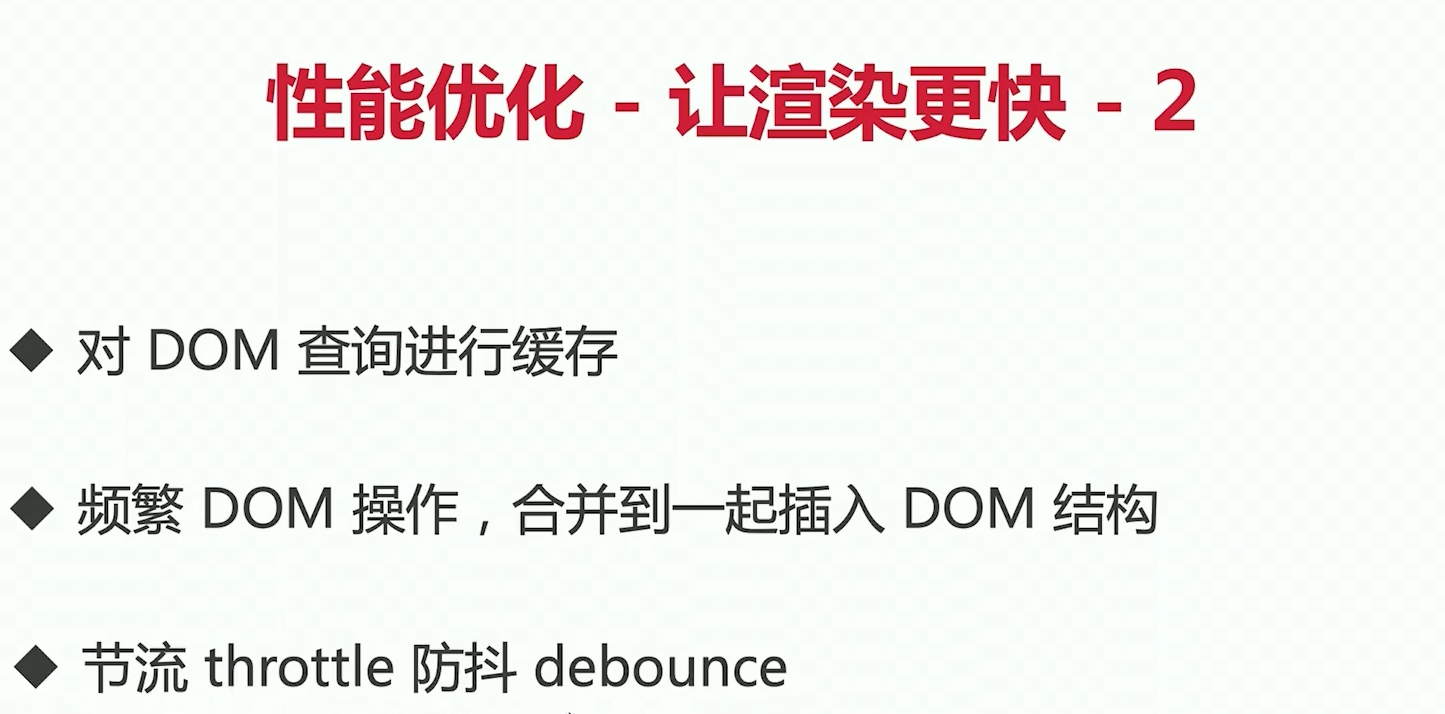 性能优化 - 让渲染更快 - 2
◆ 对 DOM 查询进行缓存
◆ 频繁 DOM 操作，合并到一起插入 DOM 结构
◆ 节流 throttle 防抖 debounce